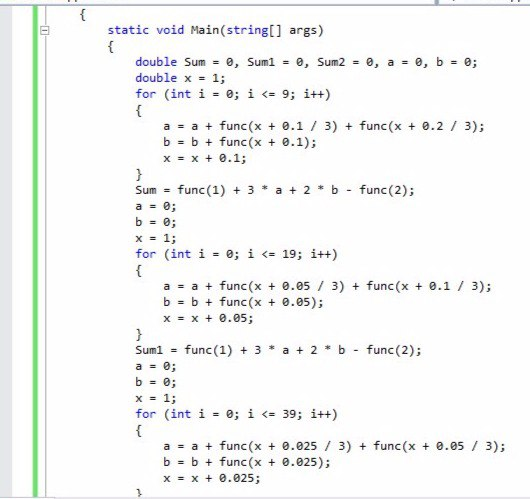 {
static void Main(string[] args)
{
double Sum = 0, Sum1 = 0, Sum2 = 0, a = 0, b = 0;
double x = 1;
for (int i = 0; i <= 9; i++)
{
a = a + func(x + 0.1 / 3) + func(x + 0.2 / 3);
b = b + func(x + 0.1);
x = x + 0.1;
}
Sum = func(1) + 3 * a + 2 * b - func(2);
a = 0;
b = 0;
x = 1;
for (int i = 0; i <= 19; i++)
{
a = a + func(x + 0.05 / 3) + func(x + 0.1 / 3);
b = b + func(x + 0.05);
x = x + 0.05;
}
Sum1 = func(1) + 3 * a + 2 * b - func(2);
a = 0;
b = 0;
x = 1;
for (int i = 0; i <= 39; i++)
{
a = a + func(x + 0.025 / 3) + func(x + 0.05 / 3);
b = b + func(x + 0.025);
x = x + 0.025;
}